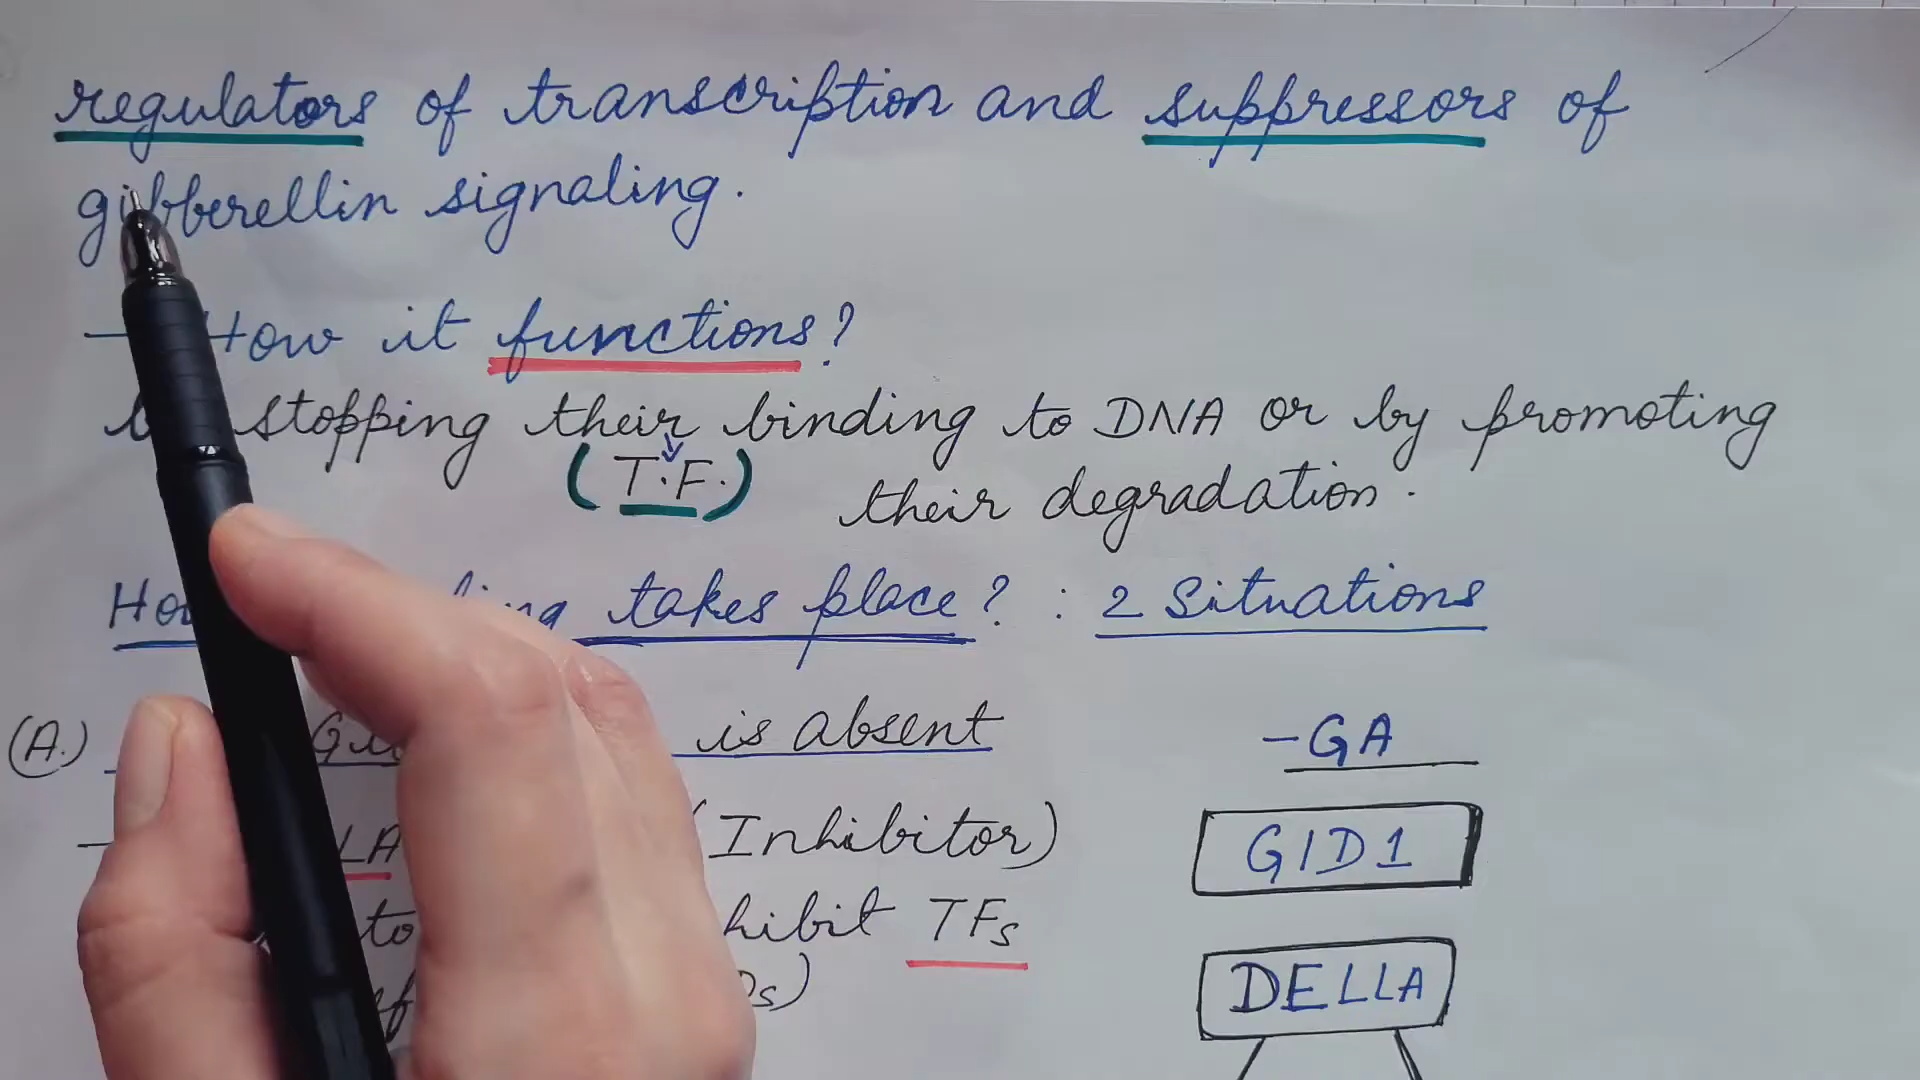 regulators of transcription and suppressors of
gibberellin signaling.
How it functions?
stopping their binding to DNA or by promoting
(T.F.) their degradation.
takes place? : 2 Situations
(A.) is absent -GA
(Inhibitor) GID1
to TFs
DELLA